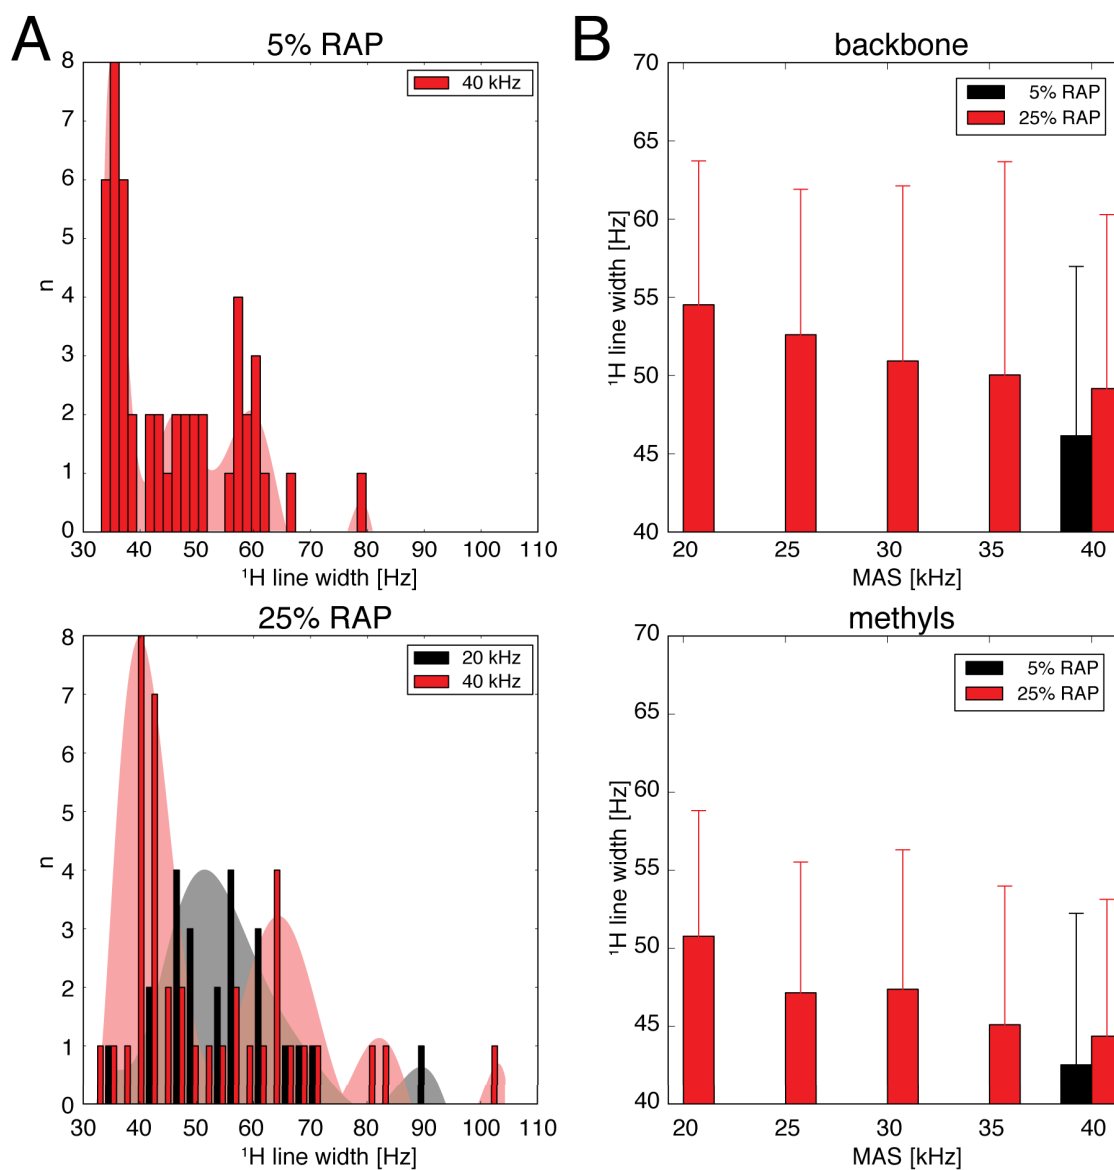 A
5% RAP
40 kHz
8
7
6
5
4
3
2
1
0
n
30 40 50 60 70 80 90 100 110
¹H line width [Hz]
25% RAP
20 kHz
40 kHz
8
7
6
5
4
3
2
1
0
n
30 40 50 60 70 80 90 100 110
¹H line width [Hz]
B
backbone
5% RAP
25% RAP
70
65
60
55
50
45
40
¹H line width [Hz]
20 25 30 35 40
MAS [kHz]
methyls
5% RAP
25% RAP
70
65
60
55
50
45
40
¹H line width [Hz]
20 25 30 35 40
MAS [kHz]